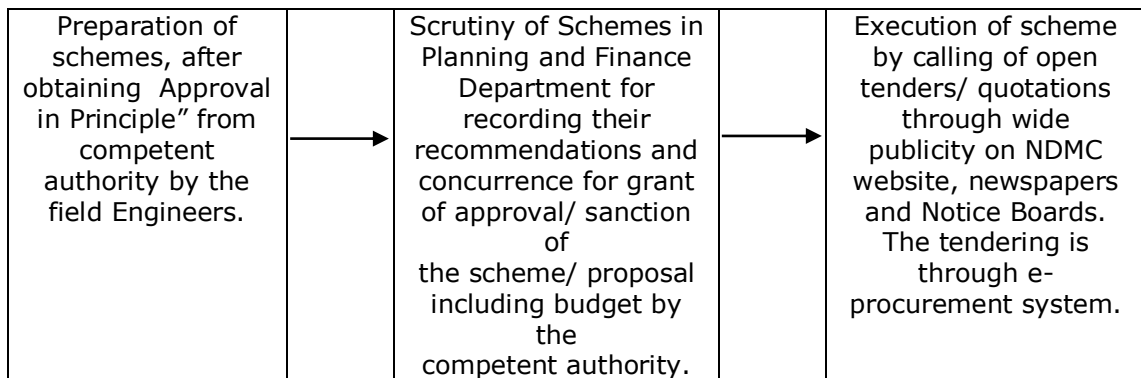 Preparation of
schemes, after
obtaining Approval
in Principle” from
competent
authority by the
field Engineers.
Scrutiny of Schemes in
Planning and Finance
Department for
recording their
recommendations and
concurrence for grant
of approval/ sanction
of
the scheme/ proposal
including budget by
the
competent authority.
Execution of scheme
by calling of open
tenders/ quotations
through wide
publicity on NDMC
website, newspapers
and Notice Boards.
The tendering is
through e-
procurement system.